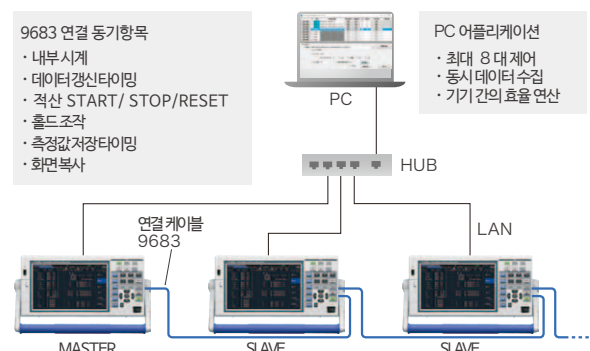 9683 연결 동기항목
· 내부 시계
· 데이터갱신타이밍
· 적산 START/ STOP/RESET
· 홀드 조작
· 측정값 저장 타이밍
· 화면 복사
PC 어플리케이션
· 최대 8 대 제어
· 동시 데이터 수집
· 기기 간의 효율 연산
PC
HUB
연결 케이블
9683
LAN
MASTER
SLAVE
SLAVE